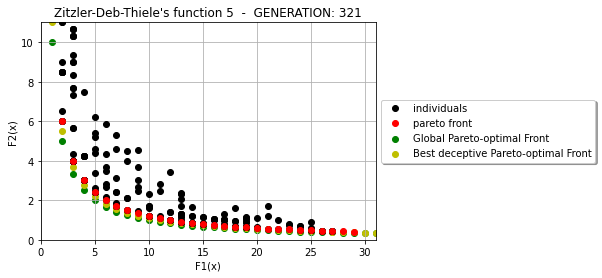 Zitzler-Deb-Thiele's function 5 - GENERATION: 321
10
8
6
4
2
0
F2(x)
0 5 10 15 20 25 30
F1(x)
individuals
pareto front
Global Pareto-optimal Front
Best deceptive Pareto-optimal Front